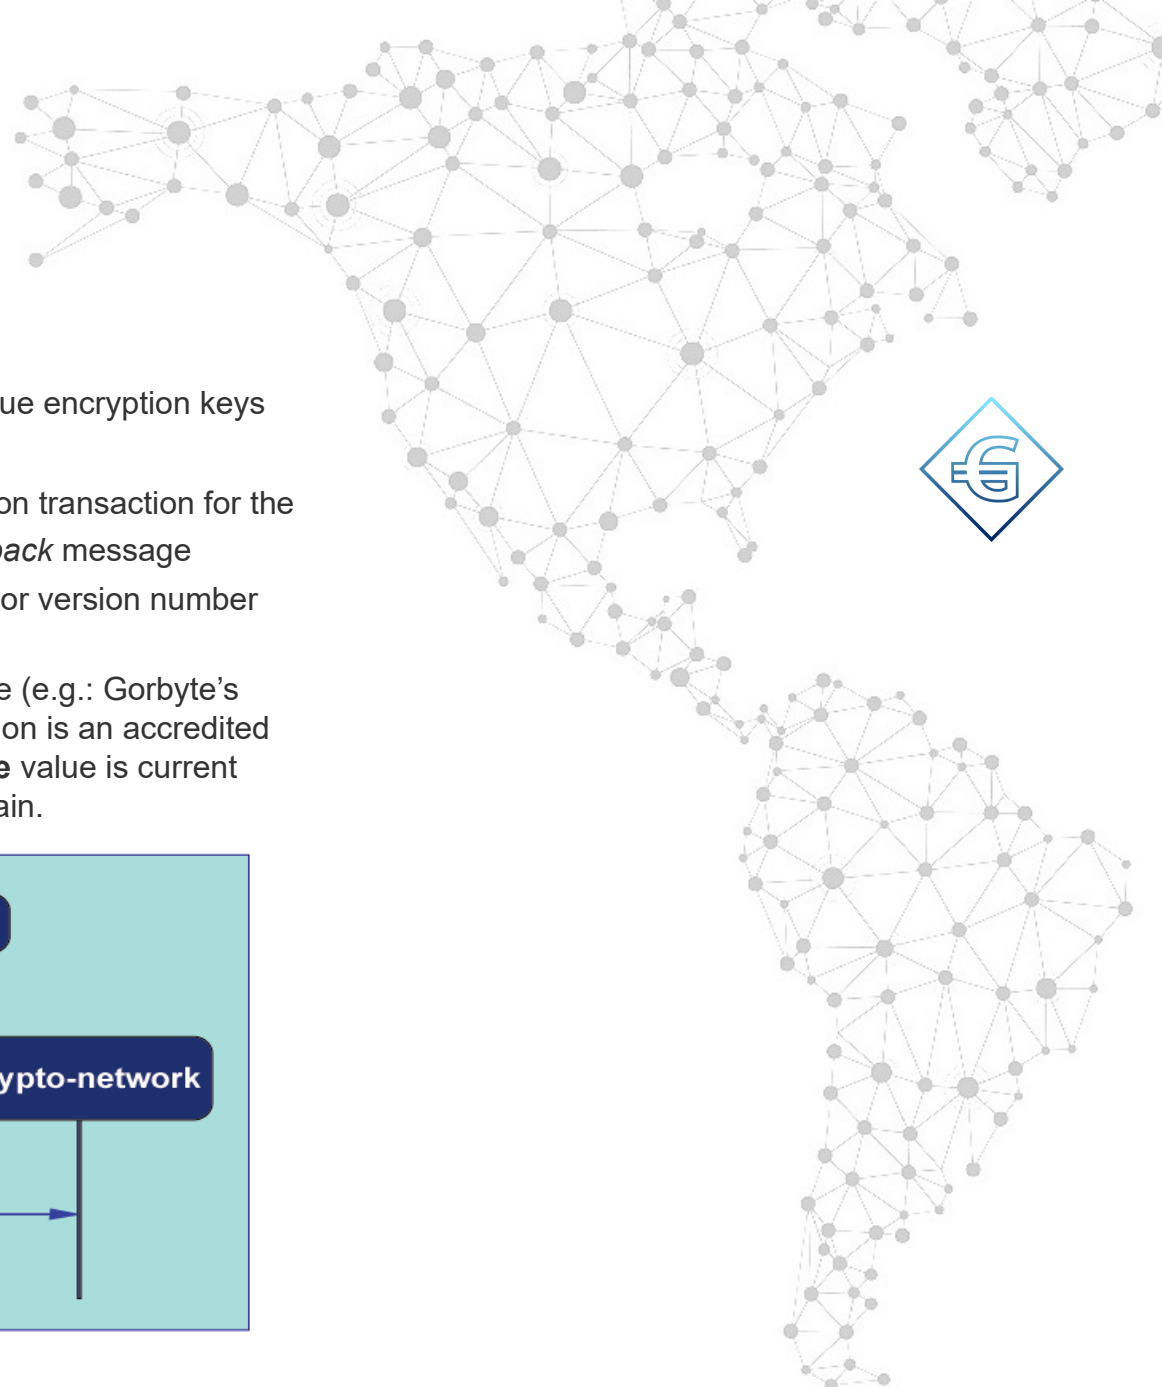 ue encryption keys
on transaction for the
pack message
or version number
e (e.g.: Gorbyte’s
on is an accredited
e value is current
ain.
ypto-network